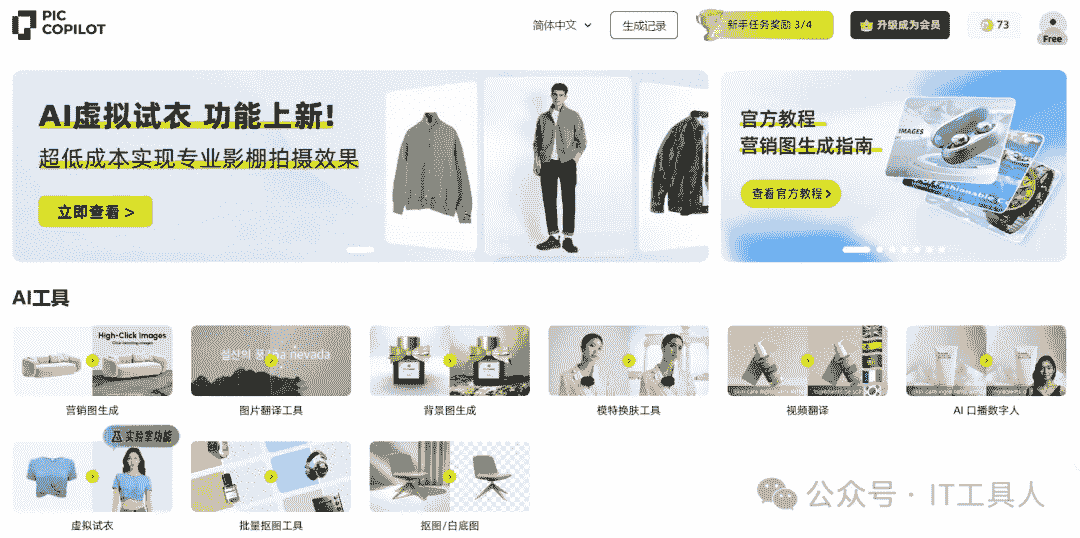 PIC
COPILOT
简体中文
生成记录
新手任务奖励 3/4
升级成为会员
73
Free
AI虚拟试衣 功能上新!
超低成本实现专业影棚拍摄效果
立即查看 >
官方教程
营销图生成指南
查看官方教程
IMAGES
AI工具
High-Click Images
설산의 풍
nevada
营销图生成
图片翻译工具
背景图生成
模特换肤工具
视频翻译
AI 口播数字人
实验室功能
虚拟试衣
批量抠图工具
抠图/白底图
公众号 · IT工具人